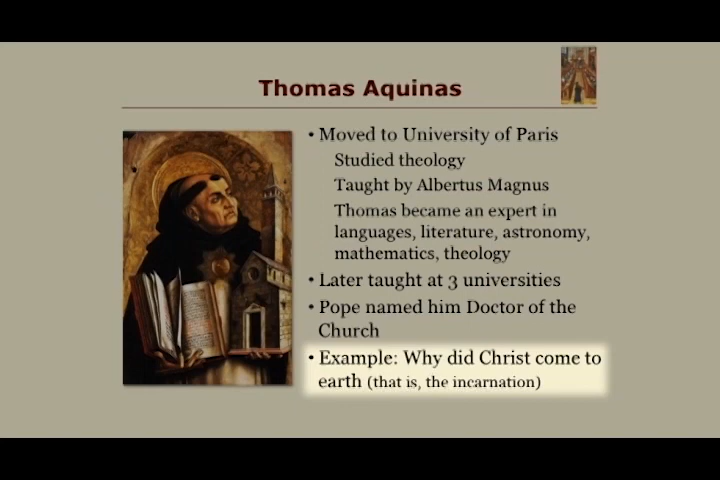 Thomas Aquinas
• Moved to University of Paris
Studied theology
Taught by Albertus Magnus
Thomas became an expert in
languages, literature, astronomy,
mathematics, theology
• Later taught at 3 universities
• Pope named him Doctor of the
Church
• Example: Why did Christ come to
earth (that is, the incarnation)